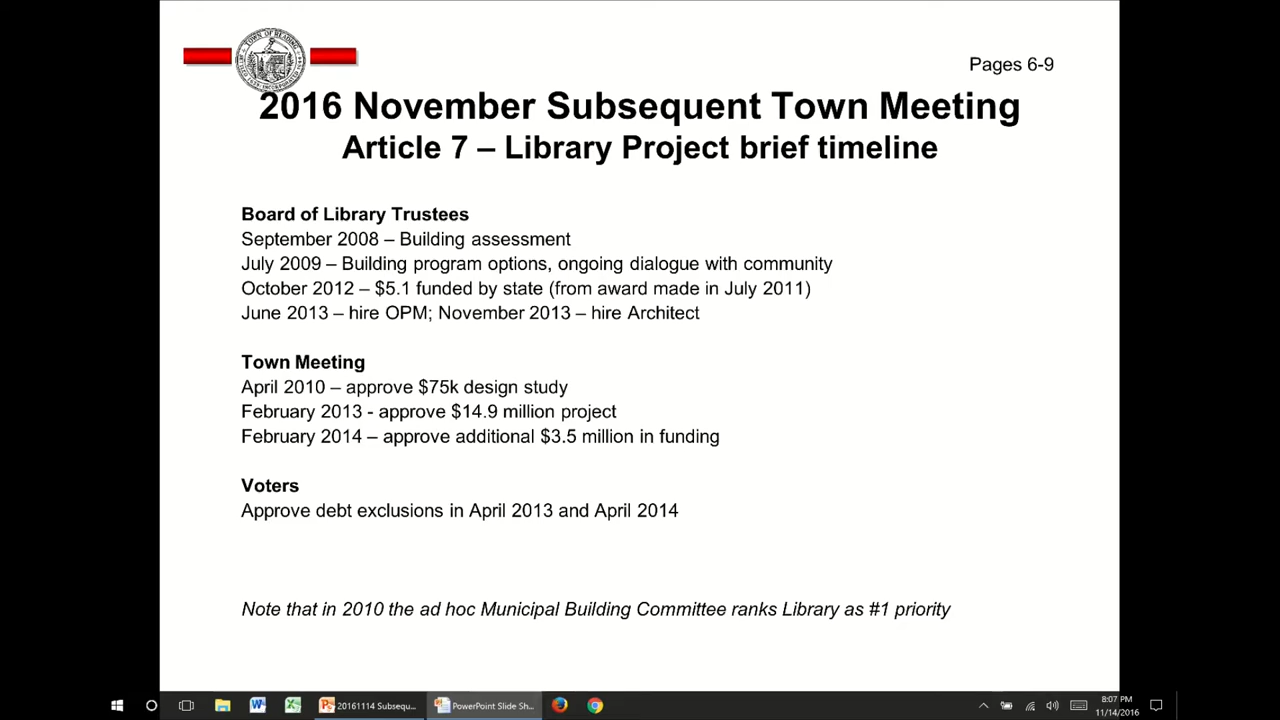 TOWN OF READING
Pages 6-9
2016 November Subsequent Town Meeting
Article 7 – Library Project brief timeline
Board of Library Trustees
September 2008 – Building assessment
July 2009 – Building program options, ongoing dialogue with community
October 2012 – $5.1 funded by state (from award made in July 2011)
June 2013 – hire OPM; November 2013 – hire Architect
Town Meeting
April 2010 – approve $75k design study
February 2013 - approve $14.9 million project
February 2014 – approve additional $3.5 million in funding
Voters
Approve debt exclusions in April 2013 and April 2014
Note that in 2010 the ad hoc Municipal Building Committee ranks Library as #1 priority
20161114 Subsequ...
PowerPoint Slide Sh...
8:07 PM
11/14/2016